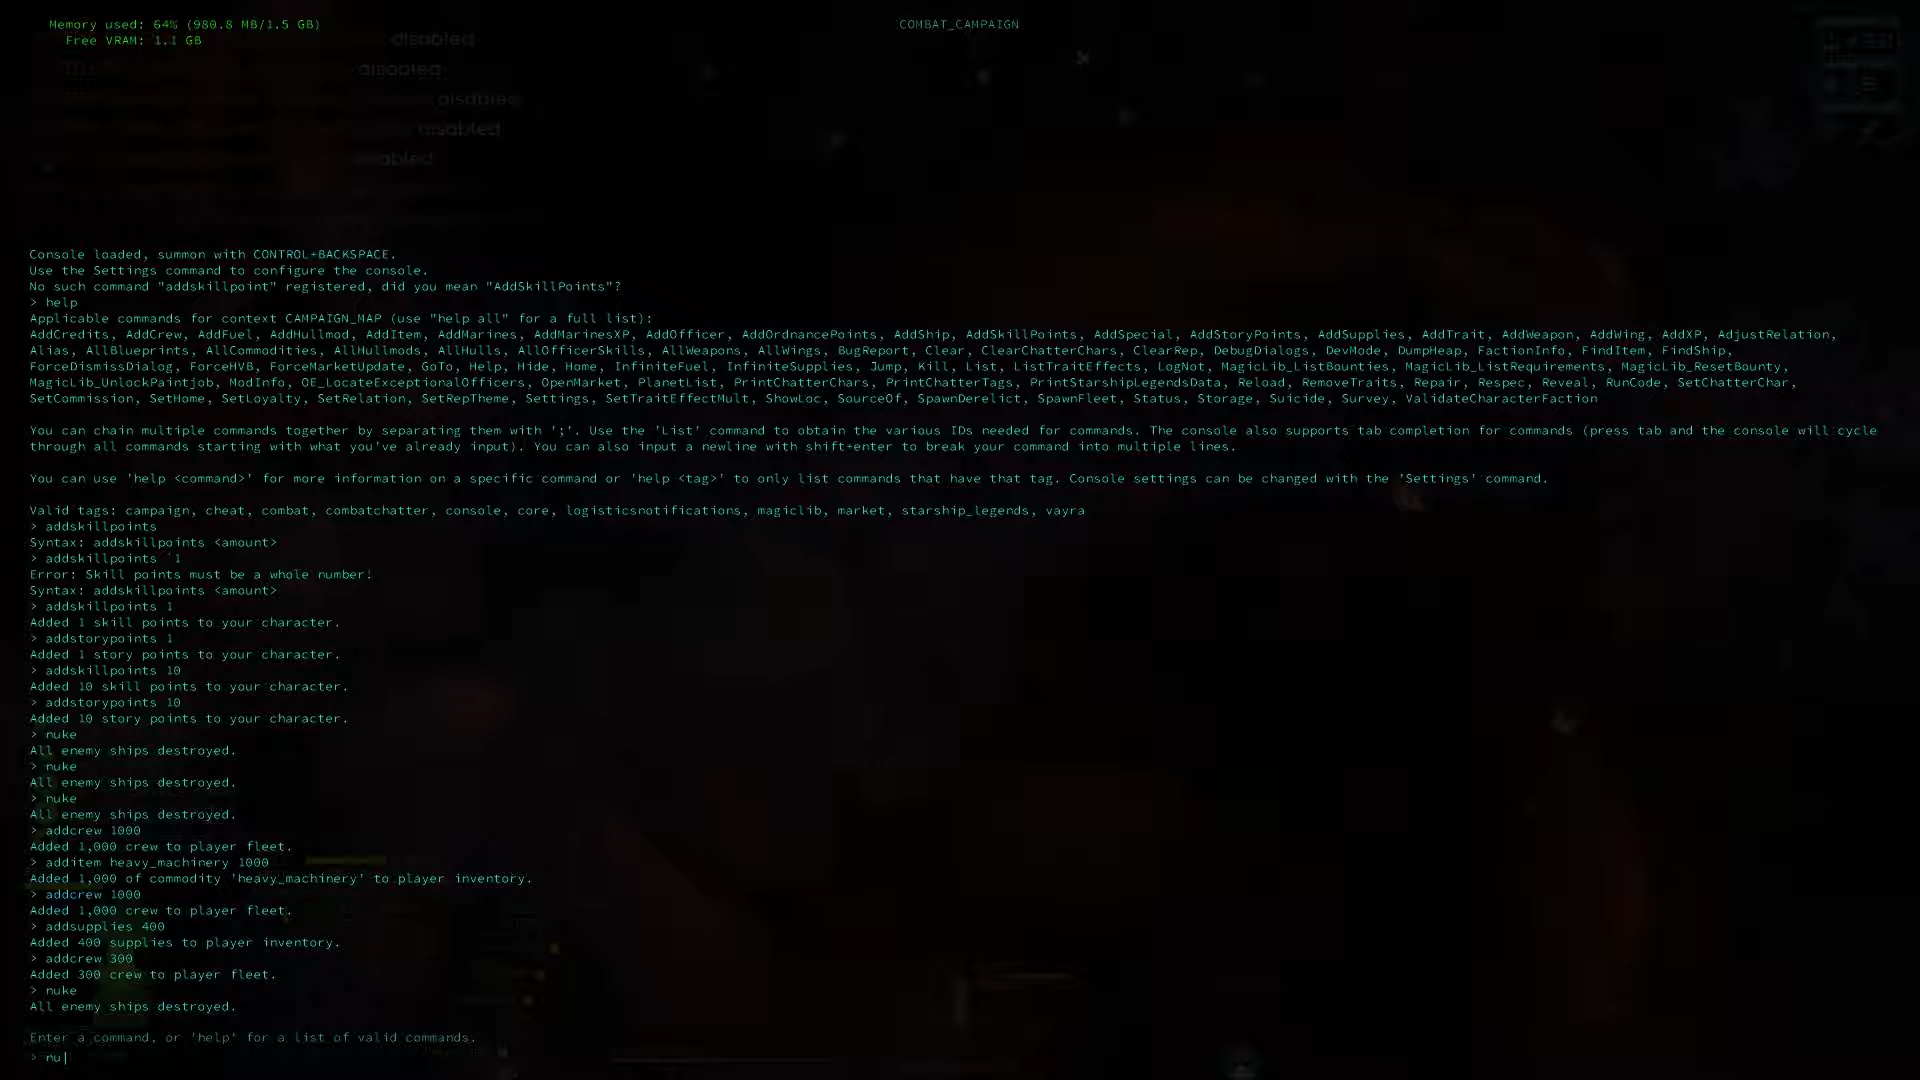 Memory used: 64% (980.8 MB/1.5 GB)
Free VRAM: 1.1 GB
COMBAT_CAMPAIGN
disabled
disabled
disabled
disabled
abled
Console loaded, summon with CONTROL+BACKSPACE.
Use the Settings command to configure the console.
No such command "addskillpoint" registered, did you mean "AddSkillPoints"?
> help
Applicable commands for context CAMPAIGN_MAP (use "help all" for a full list):
AddCredits, AddCrew, AddFuel, AddHullmod, AddItem, AddMarines, AddMarinesXP, AddOfficer, AddOrdnancePoints, AddShip, AddSkillPoints, AddSpecial, AddStoryPoints, AddSupplies, AddTrait, AddWeapon, AddWing, AddXP, AdjustRelation,
Alias, AllBlueprints, AllCommodities, AllHullmods, AllHulls, AllOfficerSkills, AllWeapons, AllWings, BugReport, Clear, ClearChatterChars, ClearRep, DebugDialogs, DevMode, DumpHeap, FactionInfo, FindItem, FindShip,
ForceDismissDialog, ForceHVB, ForceMarketUpdate, GoTo, Help, Hide, Home, InfiniteFuel, InfiniteSupplies, Jump, Kill, List, ListTraitEffects, LogNot, MagicLib_ListBounties, MagicLib_ListRequirements, MagicLib_ResetBounty,
MagicLib_UnlockPaintjob, ModInfo, OE_LocateExceptionalOfficers, OpenMarket, PlanetList, PrintChatterChars, PrintChatterTags, PrintStarshipLegendsData, Reload, RemoveTraits, Repair, Respec, Reveal, RunCode, SetChatterChar,
SetCommission, SetHome, SetLoyalty, SetRelation, SetRepTheme, Settings, SetTraitEffectMult, ShowLoc, SourceOf, SpawnDerelict, SpawnFleet, Status, Storage, Suicide, Survey, ValidateCharacterFaction
You can chain multiple commands together by separating them with ';'. Use the 'List' command to obtain the various IDs needed for commands. The console also supports tab completion for commands (press tab and the console will cycle
through all commands starting with what you've already input). You can also input a newline with shift+enter to break your command into multiple lines.
You can use 'help <command>' for more information on a specific command or 'help <tag>' to only list commands that have that tag. Console settings can be changed with the 'Settings' command.
Valid tags: campaign, cheat, combat, combatchatter, console, core, logisticsnotifications, magiclib, market, starship_legends, vayra
> addskillpoints
Syntax: addskillpoints <amount>
> addskillpoints `1
Error: Skill points must be a whole number!
Syntax: addskillpoints <amount>
> addskillpoints 1
Added 1 skill points to your character.
> addstorypoints 1
Added 1 story points to your character.
> addskillpoints 10
Added 10 skill points to your character.
> addstorypoints 10
Added 10 story points to your character.
> nuke
All enemy ships destroyed.
> nuke
All enemy ships destroyed.
> nuke
All enemy ships destroyed.
> addcrew 1000
Added 1,000 crew to player fleet.
> additem heavy_machinery 1000
Added 1,000 of commodity 'heavy_machinery' to player inventory.
> addcrew 1000
Added 1,000 crew to player fleet.
> addsupplies 400
Added 400 supplies to player inventory.
> addcrew 300
Added 300 crew to player fleet.
> nuke
All enemy ships destroyed.
Enter a command, or 'help' for a list of valid commands.
> nu